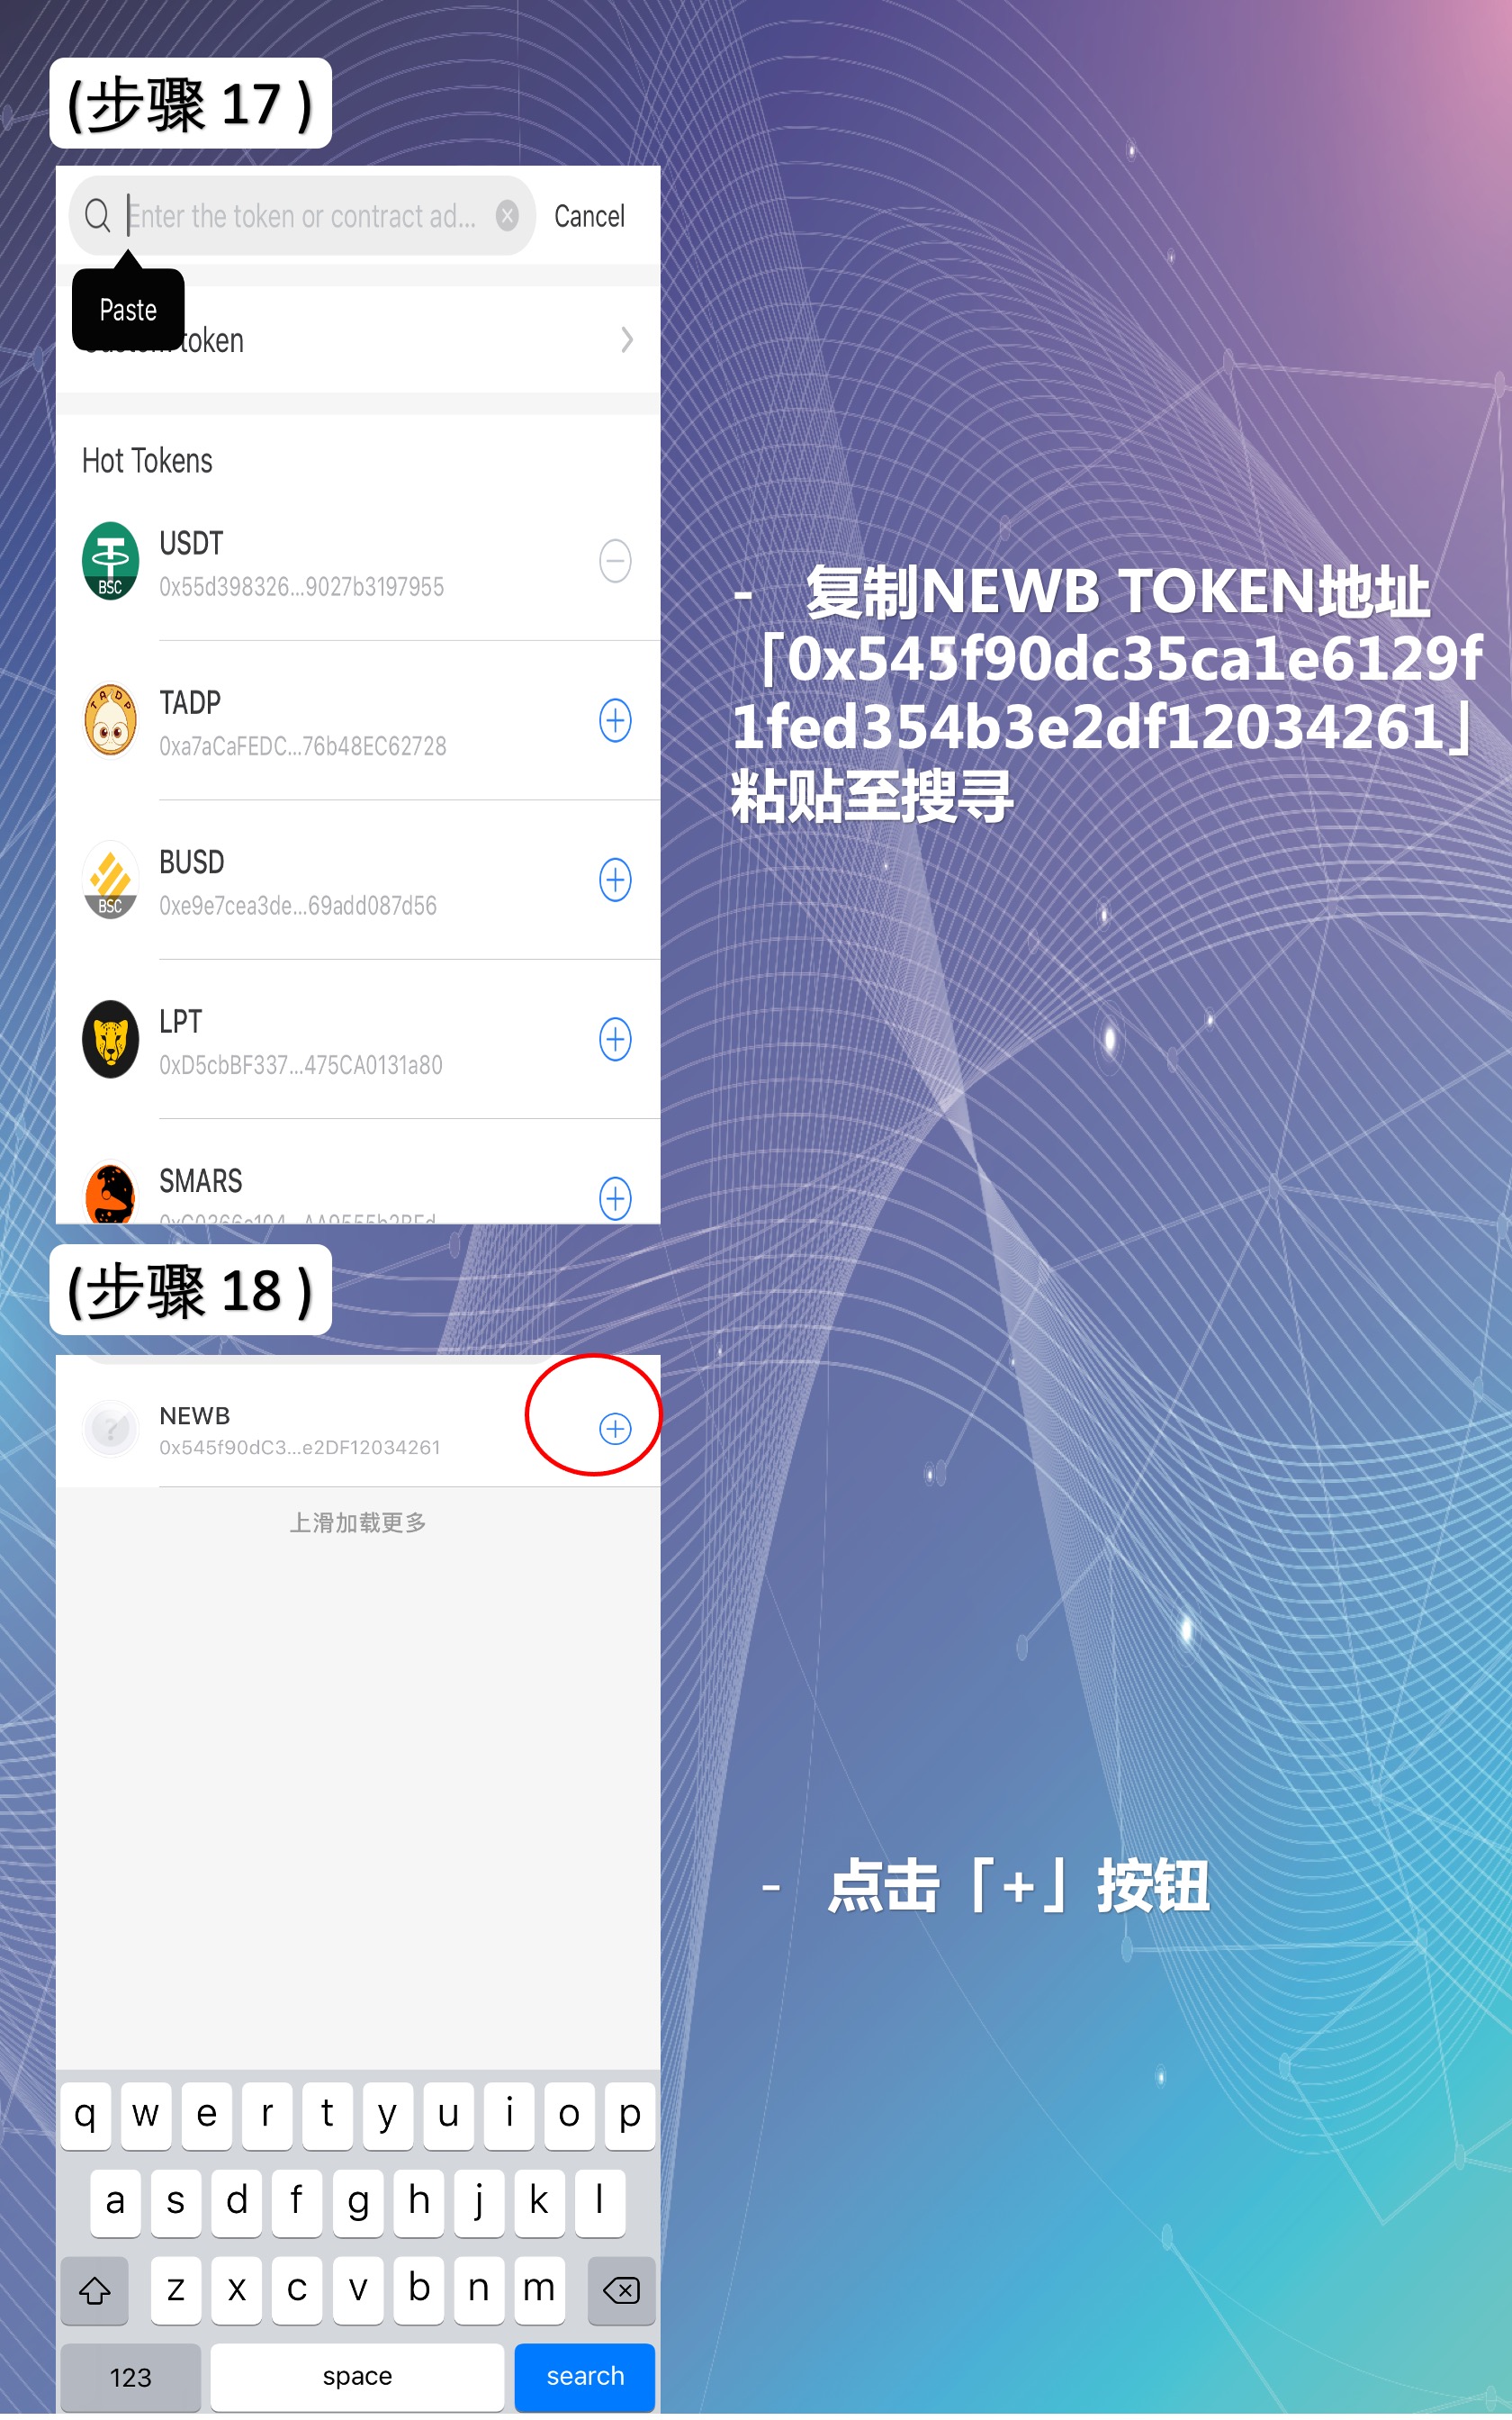 (步骤 17 )
Enter the token or contract ad...
Cancel
Paste
token
Hot Tokens
USDT
BSC
0x55d398326...9027b3197955
TADP
TADP
0xa7aCaFEDC...76b48EC62728
BUSD
BSC
0xe9e7cea3de...69add087d56
LPT
0xD5cbBF337...475CA0131a80
SMARS
- 复制NEWB TOKEN地址
「0x545f90dc35ca1e6129f
1fed354b3e2df12034261」
粘贴至搜寻
(步骤 18 )
NEWB
0x545f90dC3...e2DF12034261
上滑加载更多
- 点击「+」按钮
q w e r t y u i o p
a s d f g h j k l
z x c v b n m
123 space search